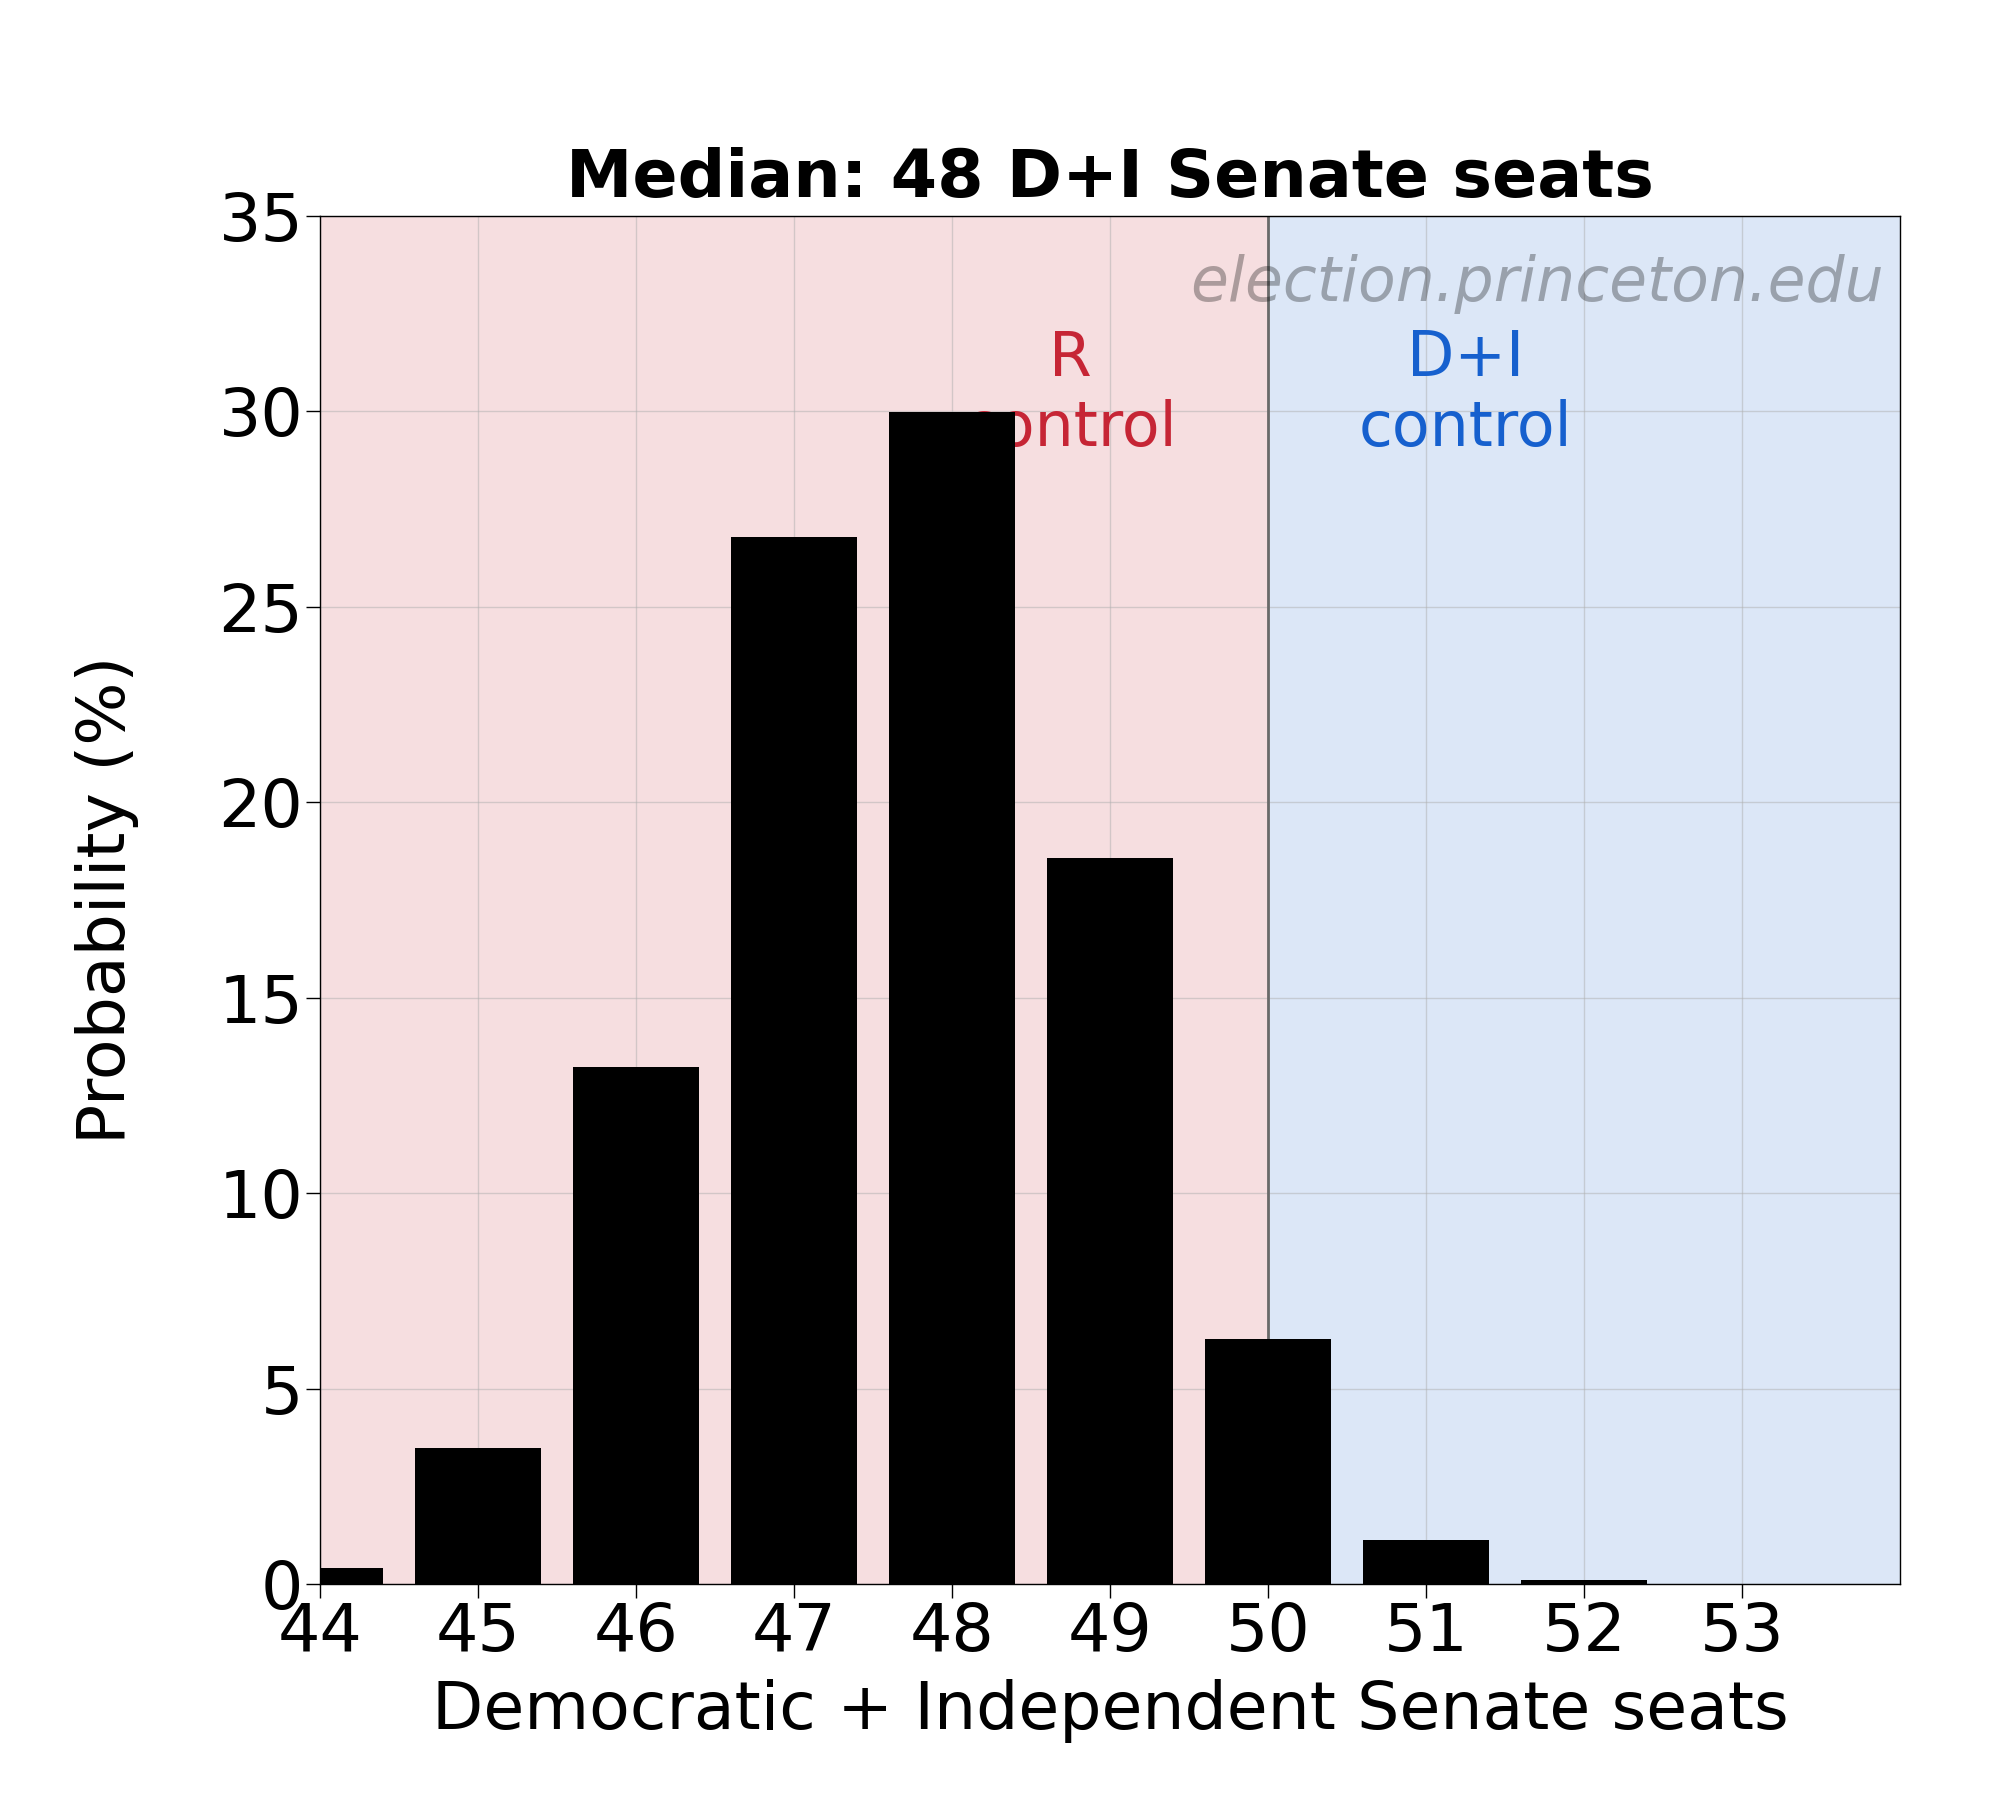 Median: 48 D+I Senate seats
election.princeton.edu
R
control
D+I
control
Probability (%)
35
30
25
20
15
10
5
0
44 45 46 47 48 49 50 51 52 53
Democratic + Independent Senate seats